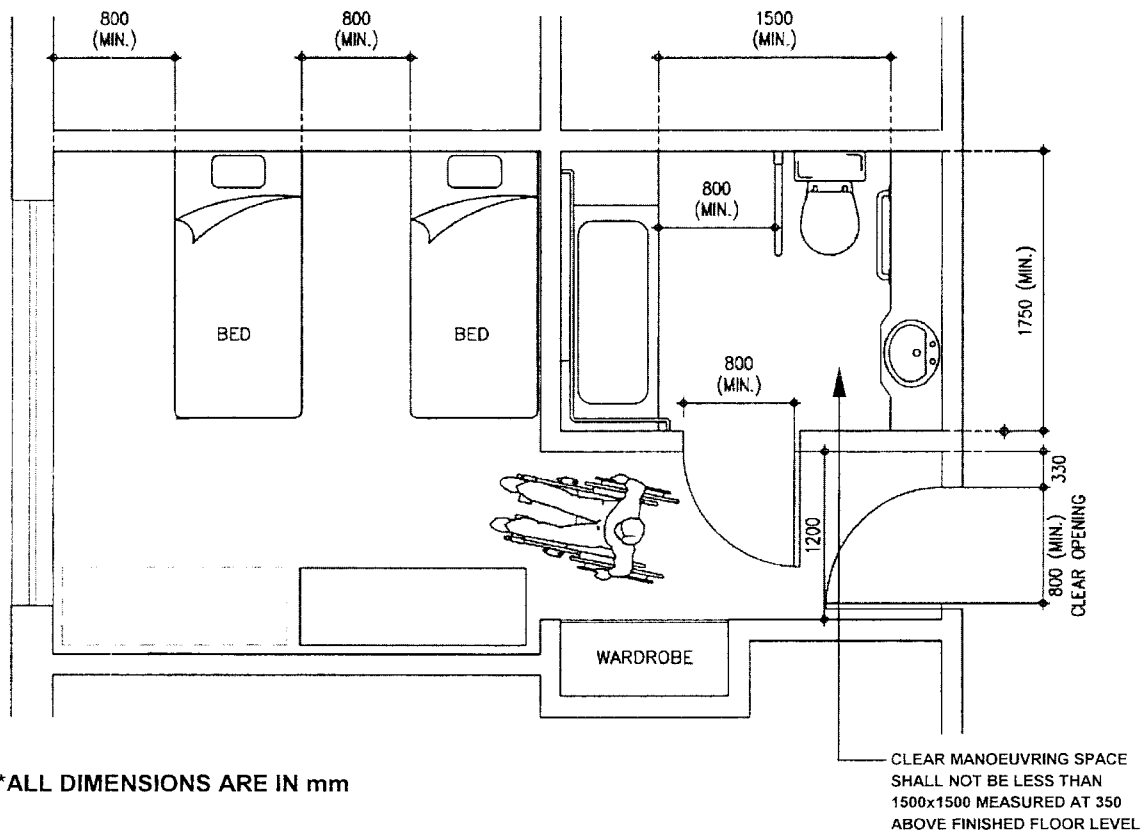 800
(MIN.)
800
(MIN.)
1500
(MIN.)
800
(MIN.)
1750 (MIN.)
BED
BED
800
(MIN.)
330
1200
800 (MIN.)
CLEAR OPENING
WARDROBE
*ALL DIMENSIONS ARE IN mm
CLEAR MANOEUVRING SPACE
SHALL NOT BE LESS THAN
1500x1500 MEASURED AT 350
ABOVE FINISHED FLOOR LEVEL